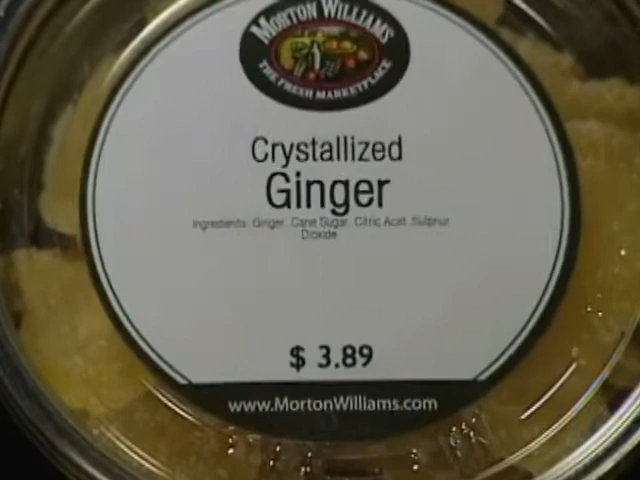 MORTON WILLIAMS
THE FRESH MARKETPLACE
Crystallized
Ginger
Ingredients: Ginger, Cane Sugar, Citric Acid, Sulphur
Dioxide
$ 3.89
www.MortonWilliams.com